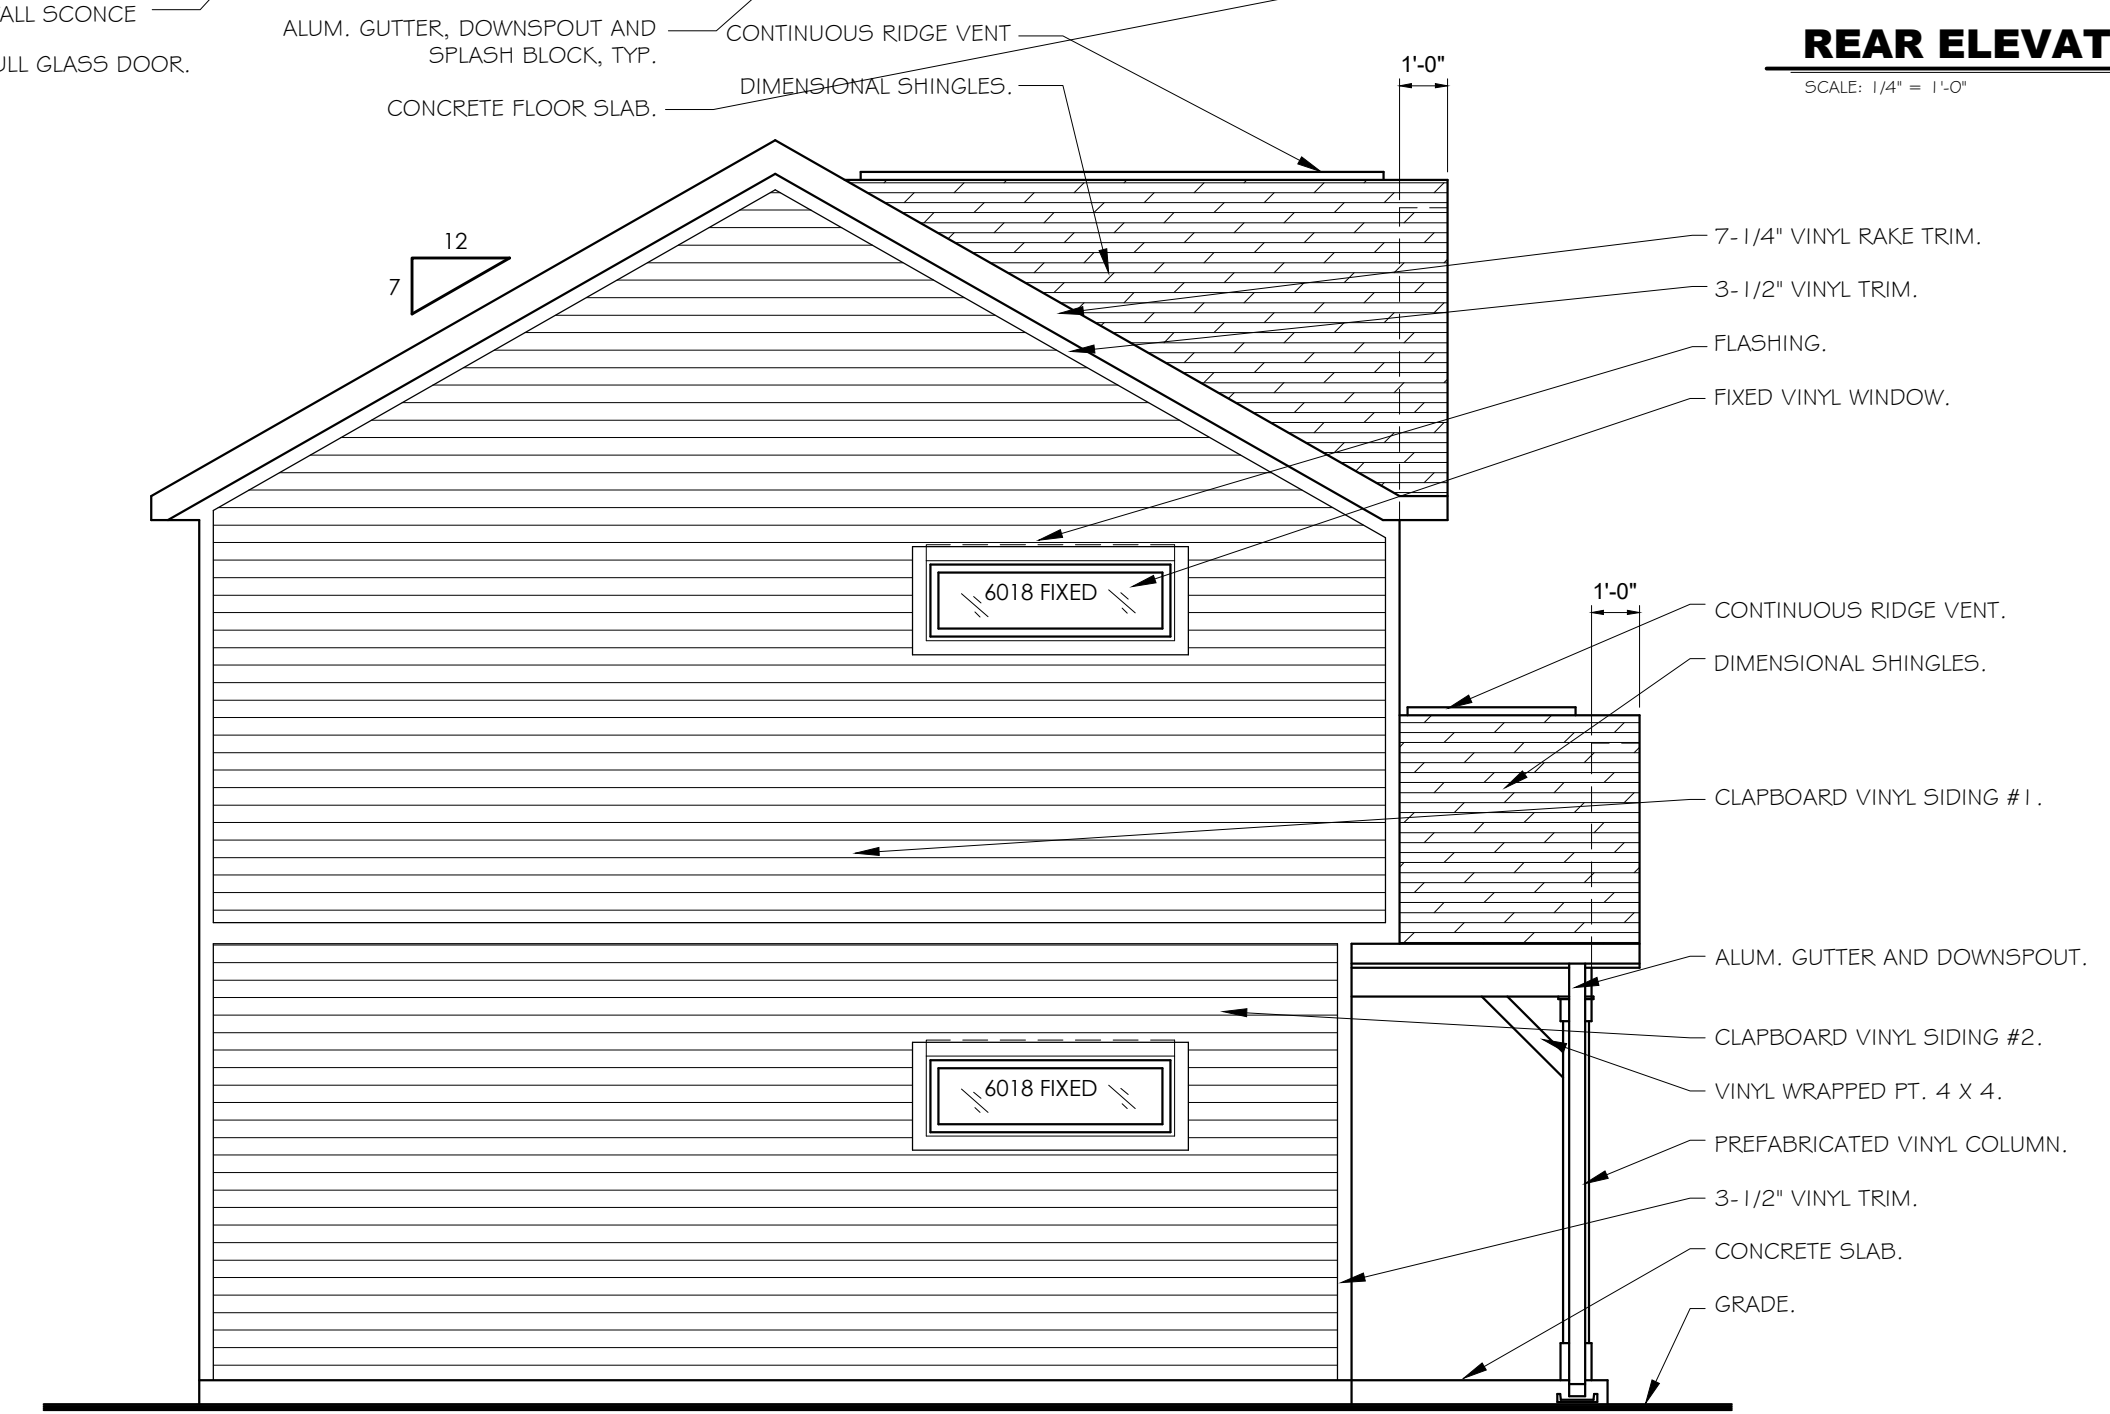 ALL SCONCE
ULL GLASS DOOR.
ALUM. GUTTER, DOWNSPOUT AND
SPLASH BLOCK, TYP.
CONCRETE FLOOR SLAB.
CONTINUOUS RIDGE VENT
DIMENSIONAL SHINGLES.
1'-0"
REAR ELEVAT
SCALE: 1/4" = 1'-0"
12
7
7-1/4" VINYL RAKE TRIM.
3-1/2" VINYL TRIM.
FLASHING.
FIXED VINYL WINDOW.
6018 FIXED
1'-0"
CONTINUOUS RIDGE VENT.
DIMENSIONAL SHINGLES.
CLAPBOARD VINYL SIDING #1.
ALUM. GUTTER AND DOWNSPOUT.
CLAPBOARD VINYL SIDING #2.
6018 FIXED
VINYL WRAPPED PT. 4 X 4.
PREFABRICATED VINYL COLUMN.
3-1/2" VINYL TRIM.
CONCRETE SLAB.
GRADE.